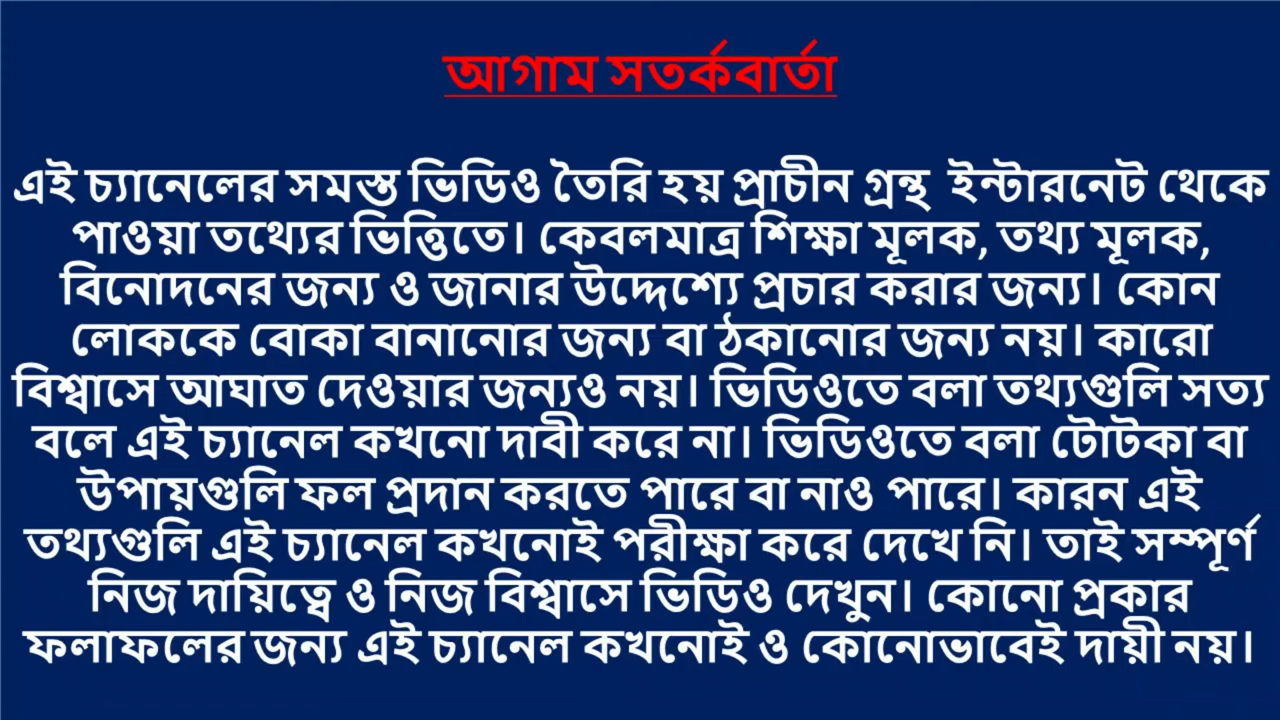 আগাম সতর্কবার্তা
এই চ্যানেলের সমস্ত ভিডিও তৈরি হয় প্রাচীন গ্রন্থ  ইন্টারনেট থেকে
পাওয়া তথ্যের ভিত্তিতে। কেবলমাত্র শিক্ষা মূলক, তথ্য মূলক,
বিনোদনের জন্য ও জানার উদ্দেশ্যে প্রচার করার জন্য। কোন
লোককে বোকা বানানোর জন্য বা ঠকানোর জন্য নয়। কারো
বিশ্বাসে আঘাত দেওয়ার জন্যও নয়। ভিডিওতে বলা তথ্যগুলি সত্য
বলে এই চ্যানেল কখনো দাবী করে না। ভিডিওতে বলা টোটকা বা
উপায়গুলি ফল প্রদান করতে পারে বা নাও পারে। কারন এই
তথ্যগুলি এই চ্যানেল কখনোই পরীক্ষা করে দেখে নি। তাই সম্পূর্ণ
নিজ দায়িত্বে ও নিজ বিশ্বাসে ভিডিও দেখুন। কোনো প্রকার
ফলাফলের জন্য এই চ্যানেল কখনোই ও কোনোভাবেই দায়ী নয়।